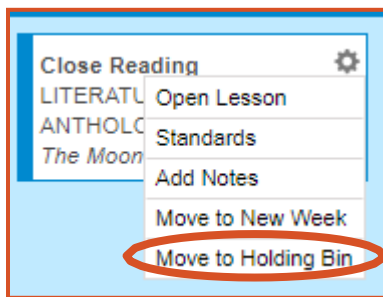 Close Reading
LITERATU
ANTHOLO
The Moon
Open Lesson
Standards
Add Notes
Move to New Week
Move to Holding Bin